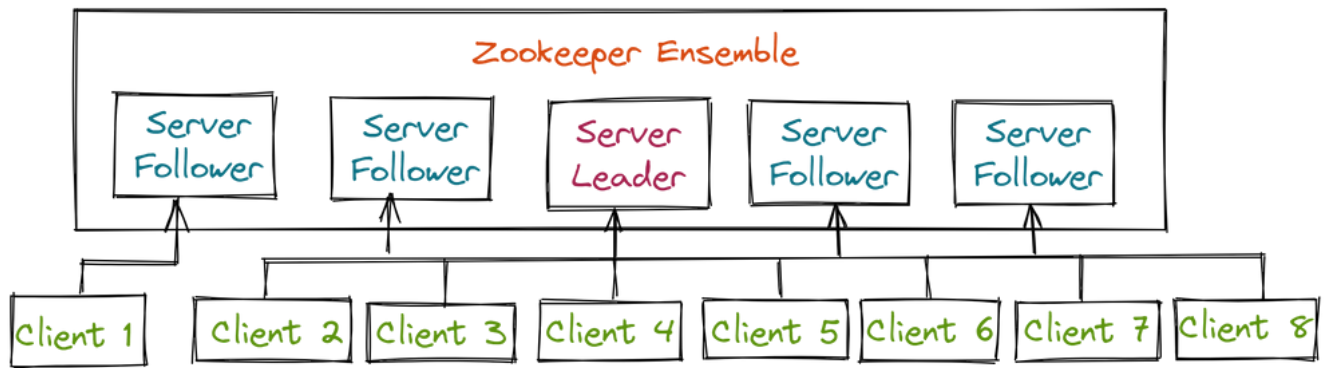 Zookeeper Ensemble
Server
Follower
Server
Follower
Server
Leader
Server
Follower
Server
Follower
Client 1
Client 2
Client 3
Client 4
Client 5
Client 6
Client 7
Client 8